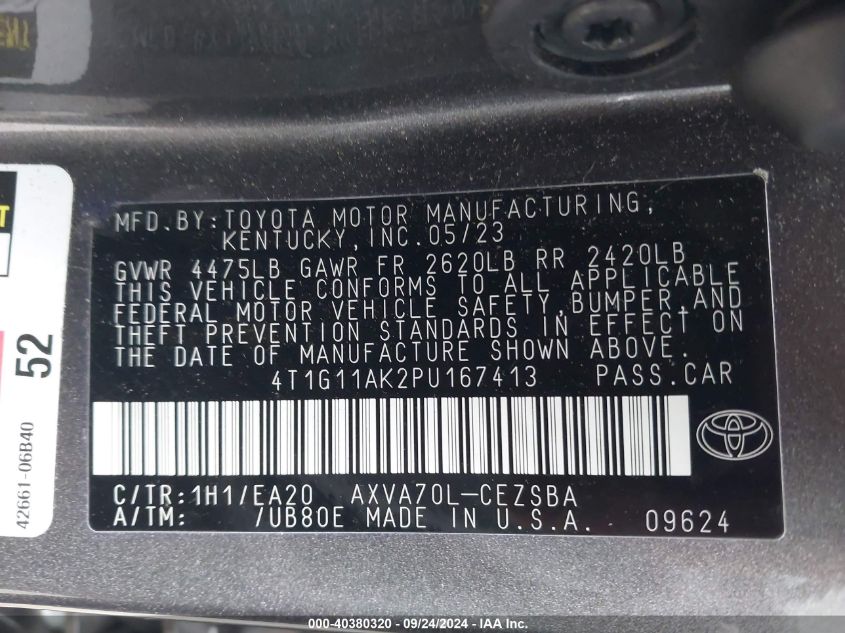 MFD.BY:TOYOTA MOTOR MANUFACTURING,
KENTUCKY,INC.05/23
GVWR 4475LB GAWR FR 2620LB RR 2420LB
THIS VEHICLE CONFORMS TO ALL APPLICABLE
FEDERAL MOTOR VEHICLE SAFETY,BUMPER,AND
THEFT PREVENTION STANDARDS IN EFFECT ON
THE DATE OF MANUFACTURE SHOWN ABOVE.
4T1G11AK2PU167413 PASS.CAR
C/TR:1H1/EA20 AXVA70L-CEZSBA
A/TM: /UB80E MADE IN U.S.A. 09624
52
42661-06B40
000-40380320 - 09/24/2024 - IAA Inc.